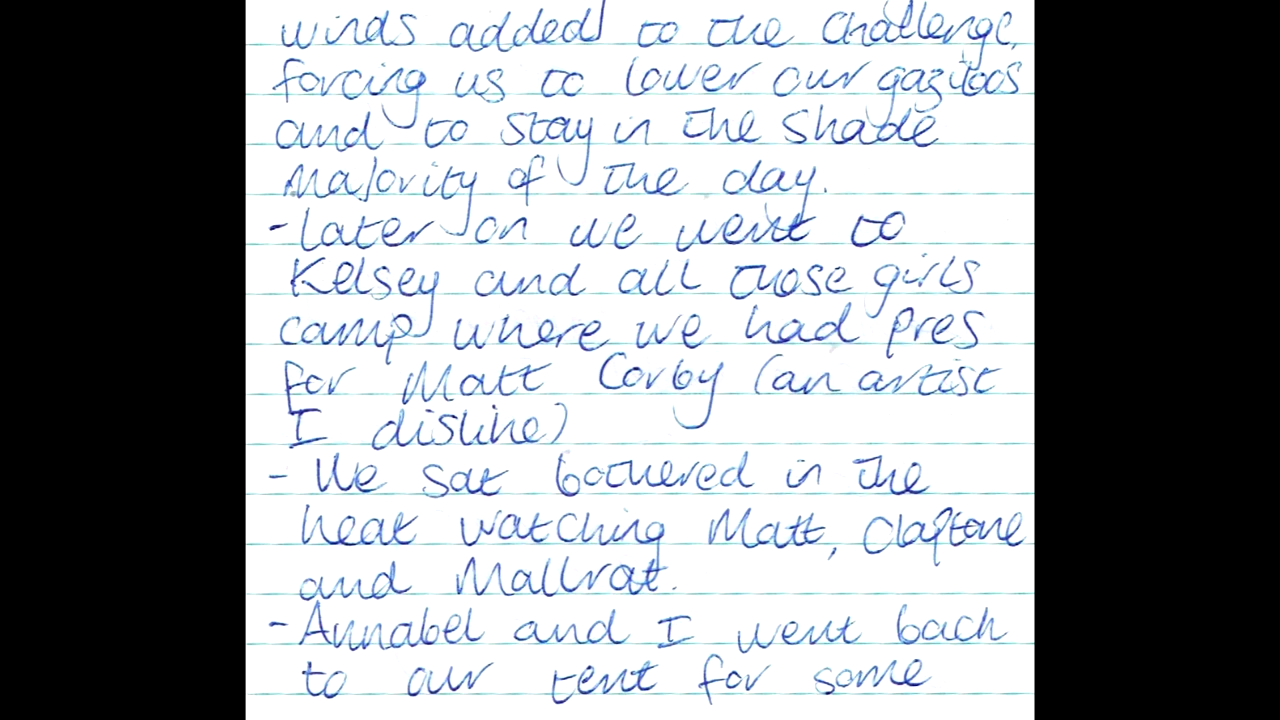 winds added to the challenge,
forcing us to lower our gazebos
and to stay in the shade
majority of the day.
- Later on we went to
Kelsey and all those girls
camp where we had pres
for Matt Corby (an artist
I dislike)
- We sat bothered in the
heat watching Matt, Claptone
and Mallrat.
- Annabel and I went back
to our tent for some